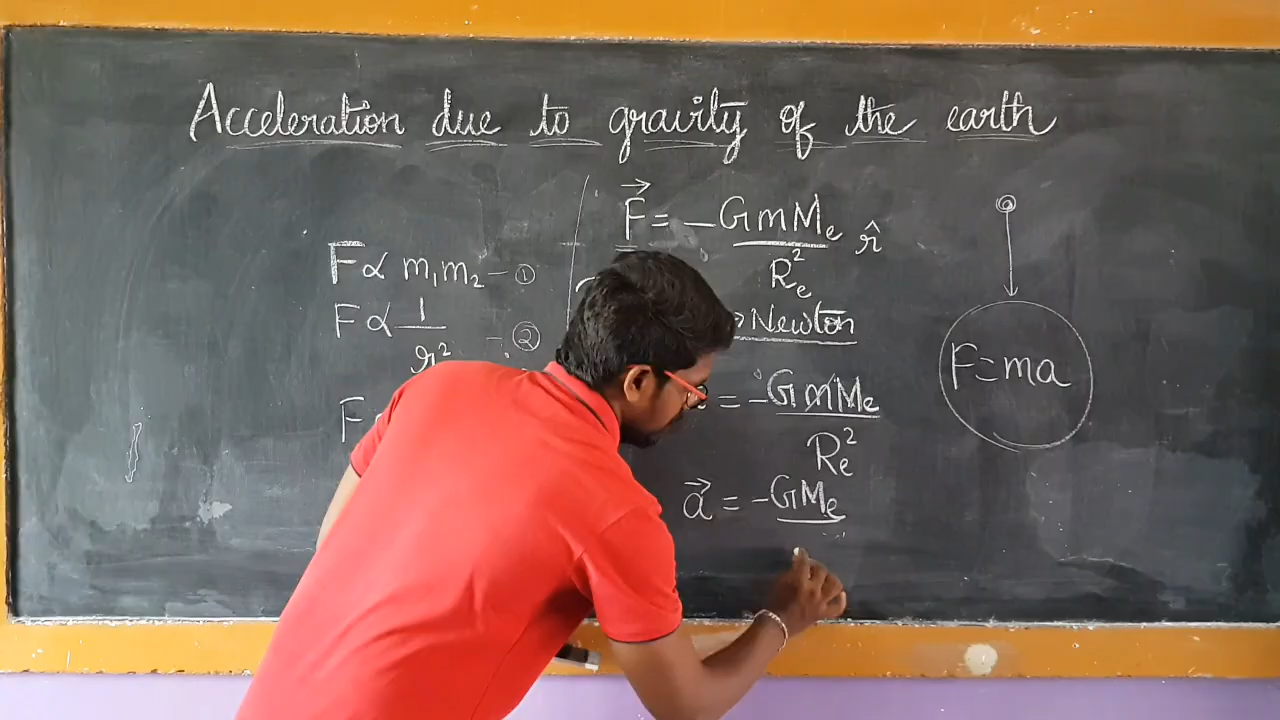 Acceleration due to gravity of the earth
F ∝ m₁m₂ — ①
F ∝ 1/r² — ②
F
F⃗ = −GmMₑ/Rₑ² r̂
→ Newton
= −GmMₑ/Rₑ²
a⃗ = −GMₑ
F=ma